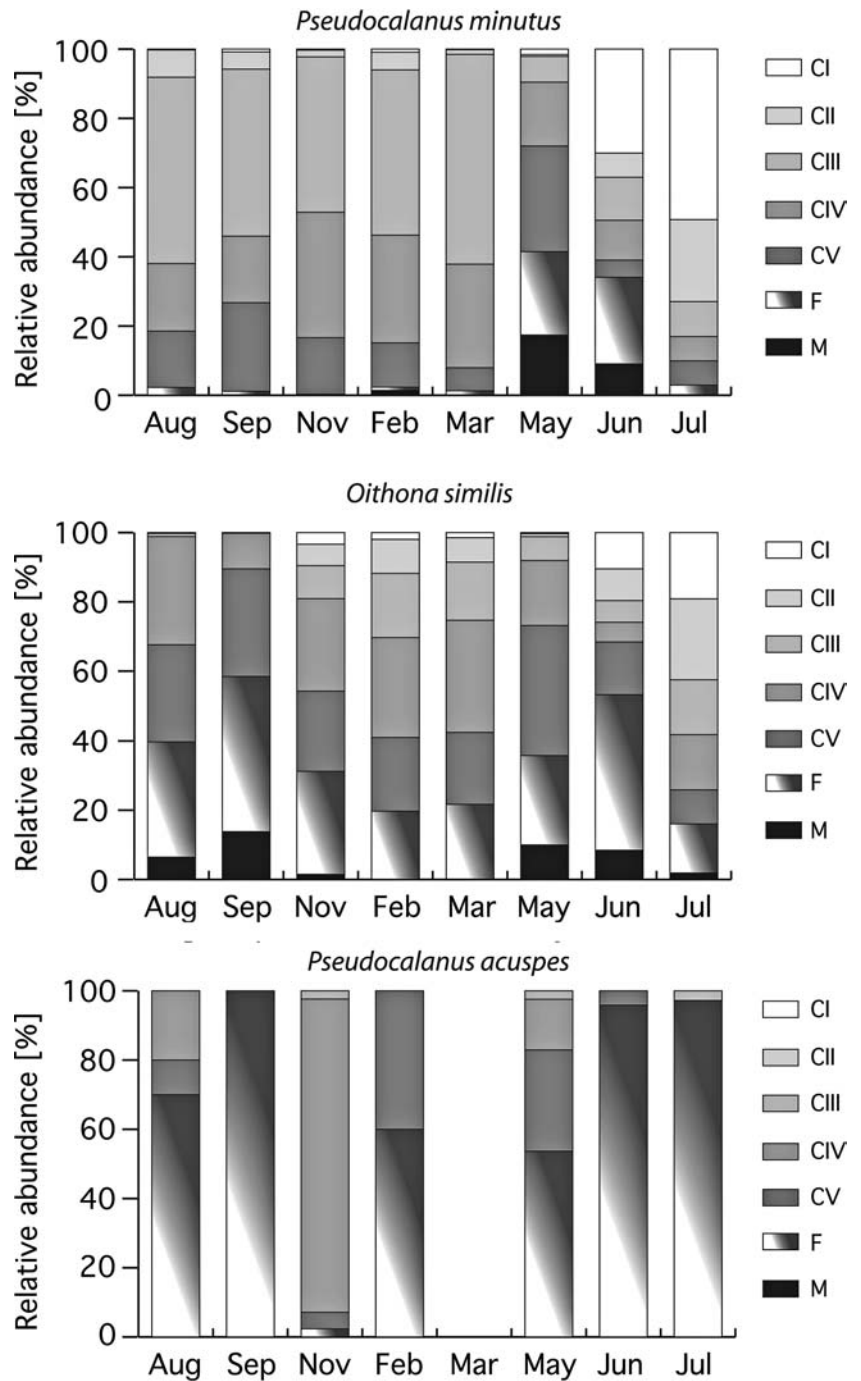 Pseudocalanus minutus
Relative abundance [%]
100
80
60
40
20
0
Aug Sep Nov Feb Mar May Jun Jul
CI
CII
CIII
CIV
CV
F
M
Oithona similis
Relative abundance [%]
100
80
60
40
20
0
Aug Sep Nov Feb Mar May Jun Jul
CI
CII
CIII
CIV
CV
F
M
Pseudocalanus acuspes
Relative abundance [%]
100
80
60
40
20
0
Aug Sep Nov Feb Mar May Jun Jul
CI
CII
CIII
CIV
CV
F
M